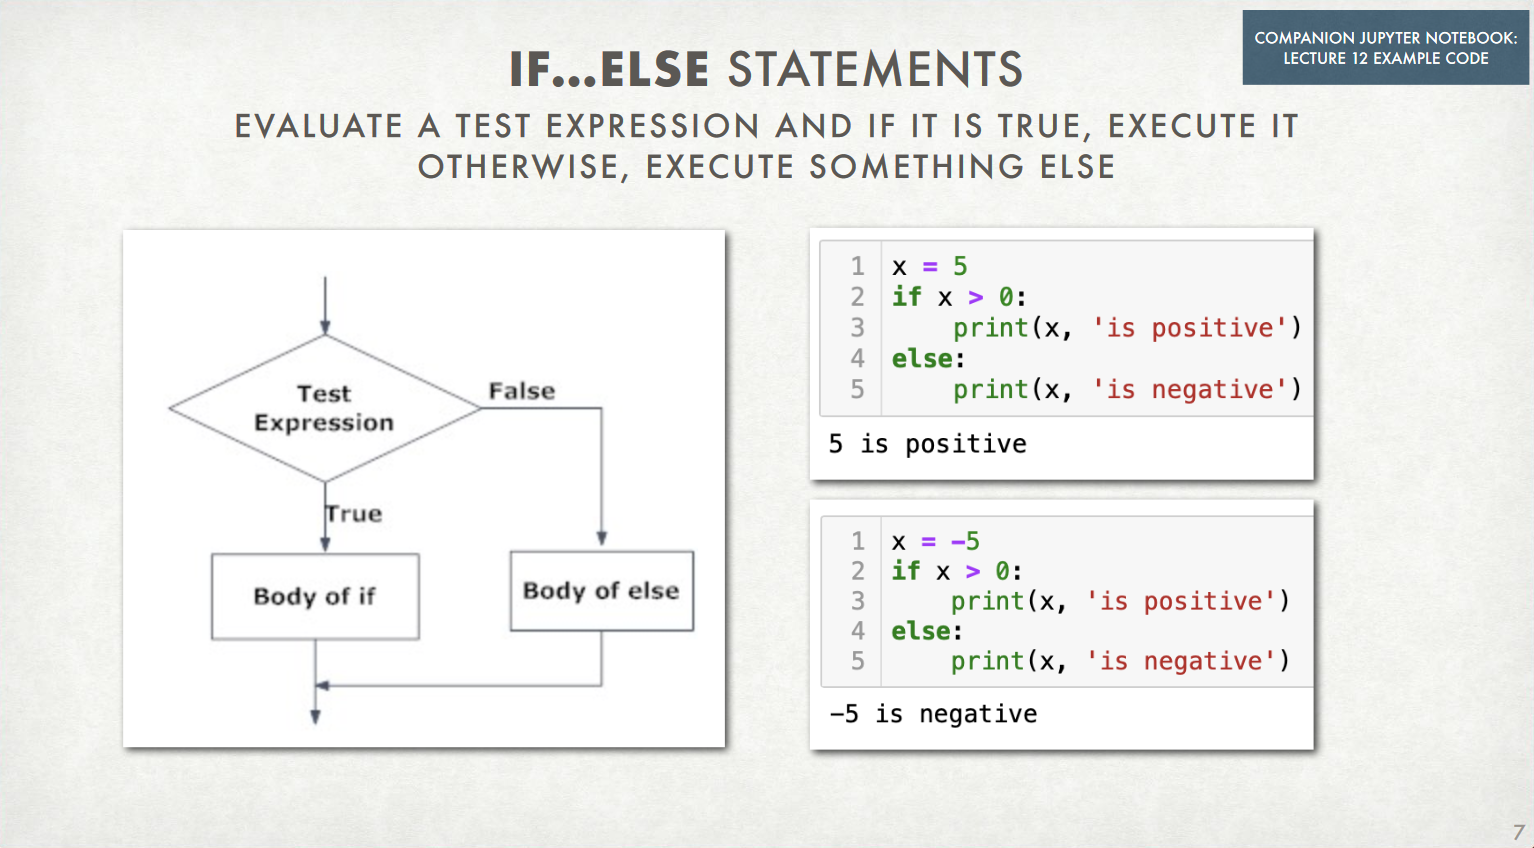 COMPANION JUPYTER NOTEBOOK:
LECTURE 12 EXAMPLE CODE
IF...ELSE STATEMENTS
EVALUATE A TEST EXPRESSION AND IF IT IS TRUE, EXECUTE IT
OTHERWISE, EXECUTE SOMETHING ELSE
Test
Expression
False
True
Body of if
Body of else
1 x = 5
2 if x > 0:
3     print(x, 'is positive')
4 else:
5     print(x, 'is negative')
5 is positive
1 x = -5
2 if x > 0:
3     print(x, 'is positive')
4 else:
5     print(x, 'is negative')
-5 is negative
7